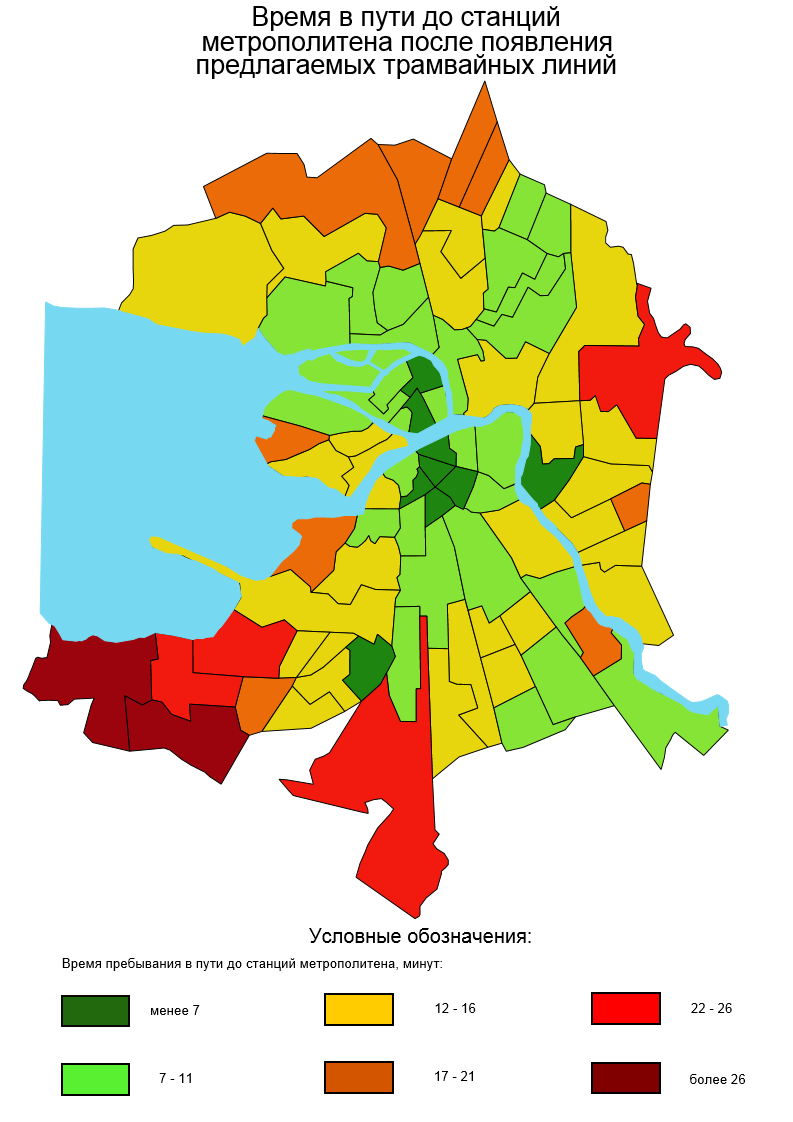 Время в пути до станций
метрополитена после появления
предлагаемых трамвайных линий
Условные обозначения:
Время пребывания в пути до станций метрополитена, минут:
менее 7
12 - 16
22 - 26
7 - 11
17 - 21
более 26